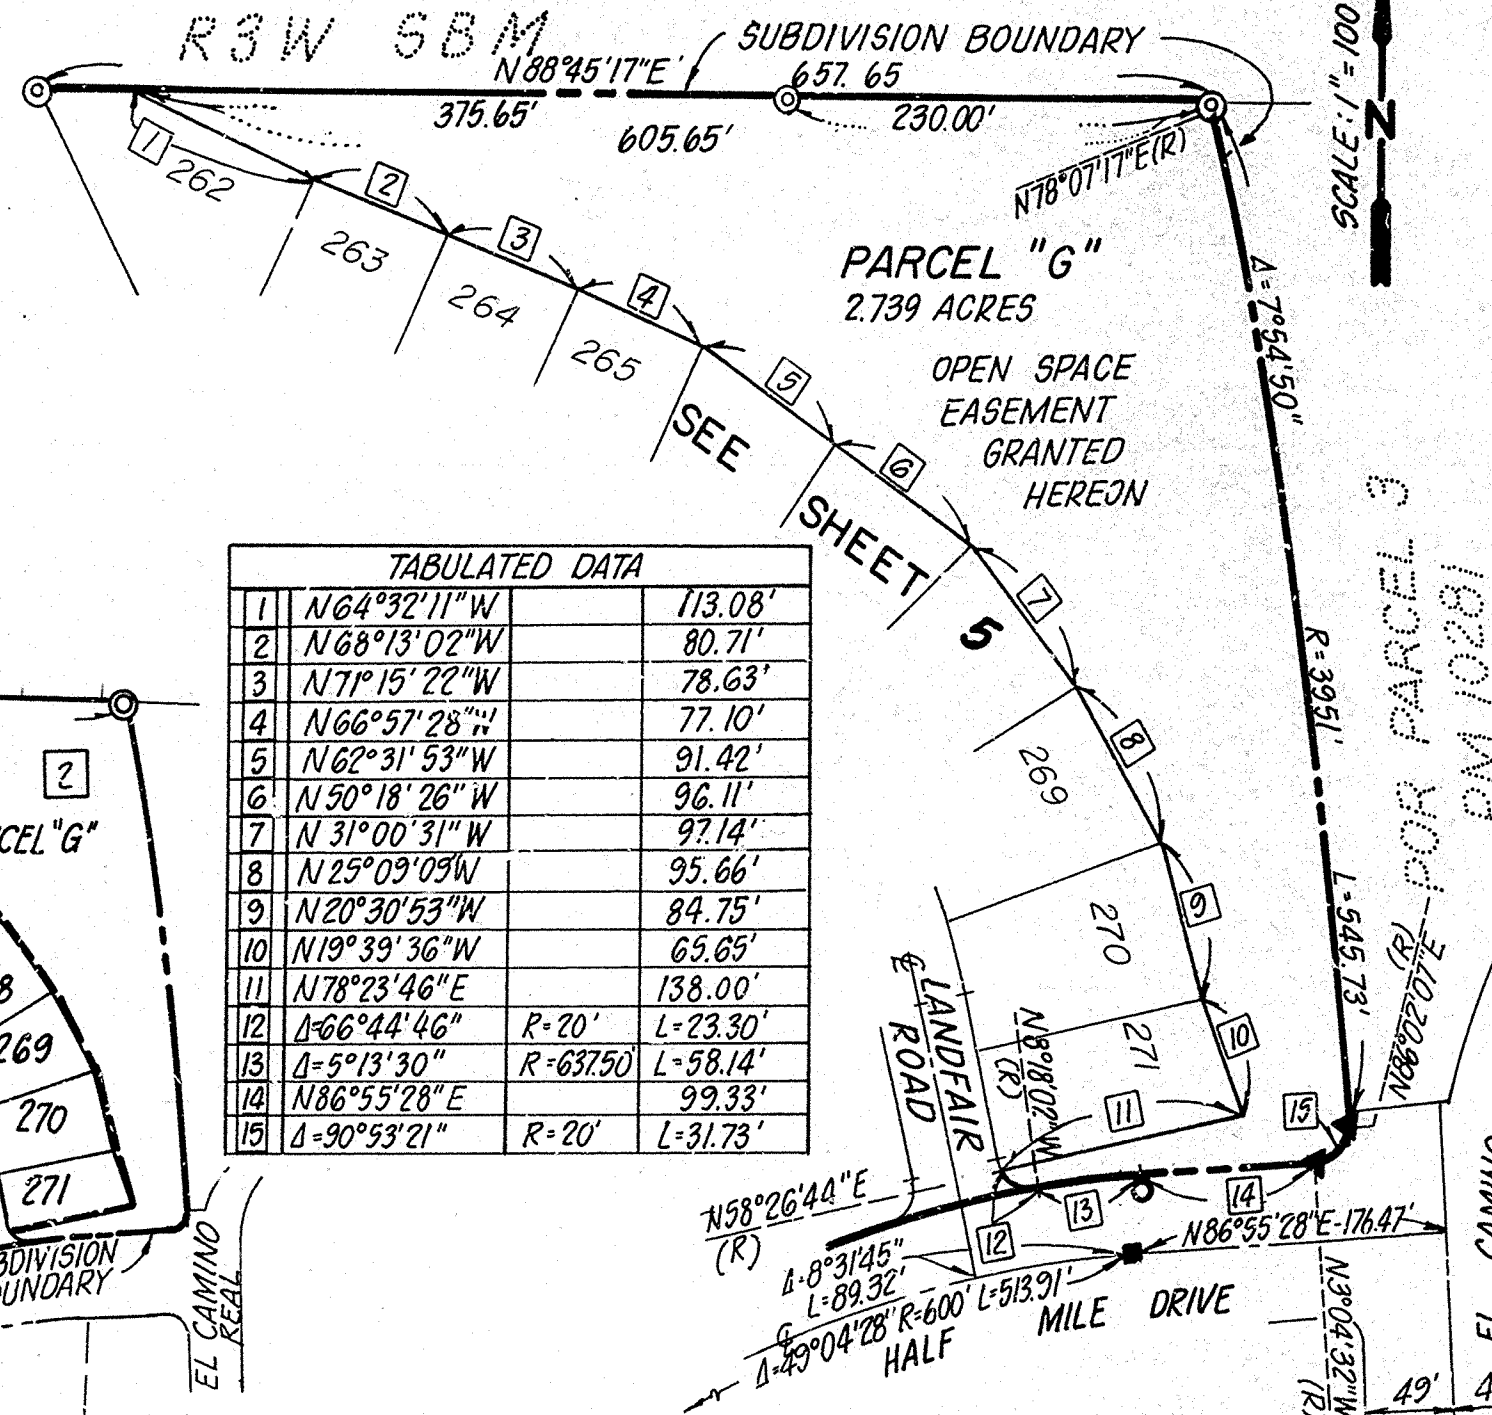 R3W SBM
SUBDIVISION BOUNDARY
N88°45'17"E
657.65
375.65'
605.65'
230.00'
N78°07'17"E(R)
SCALE: 1" = 100
N
1
262
2
263
3
264
4
265
5
6
7
8
269
9
270
10
271
11
PARCEL "G"
2.739 ACRES
OPEN SPACE
EASEMENT
GRANTED
HEREON
Δ=7°54'50"
R=3951'
L=545.73'
SEE SHEET 5
POR PARCEL 3
PM 10281
TABULATED DATA
1 N64°32'11"W 113.08'
2 N68°13'02"W 80.71'
3 N71°15'22"W 78.63'
4 N66°57'28"W 77.10'
5 N62°31'53"W 91.42'
6 N50°18'26"W 96.11'
7 N31°00'31"W 97.14'
8 N25°09'09"W 95.66'
9 N20°30'53"W 84.75'
10 N19°39'36"W 65.65'
11 N78°23'46"E 138.00'
12 Δ=66°44'46" R=20' L=23.30'
13 Δ=5°13'30" R=637.50' L=58.14'
14 N86°55'28"E 99.33'
15 Δ=90°53'21" R=20' L=31.73'
2
CEL "G"
8
269
270
271
BDIVISION
OUNDARY
EL CAMINO
REAL
℄ LANDFAIR
ROAD
N8°18'02"W
(R)
15
12
13
14
N58°26'44"E
(R)
N86°55'28"E-176.47'
Δ=8°31'45"
L=89.32'
℄
Δ=49°04'28" R=600' L=513.91'
HALF MILE DRIVE
(R)
N3°04'32"W
(R)
49'
4
EL CAMINO